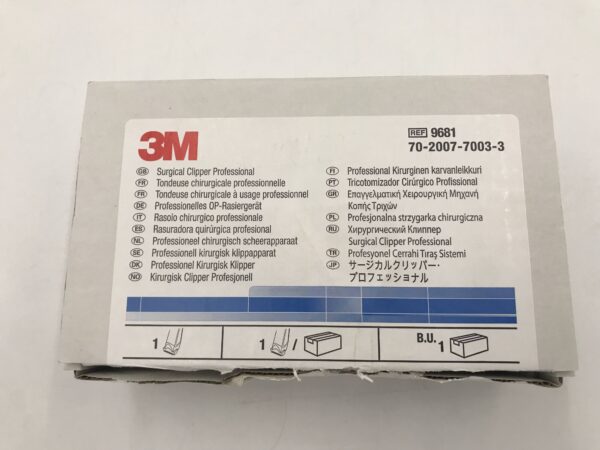 3M
REF 9681
70-2007-7003-3
GB Surgical Clipper Professional
FR Tondeuse chirurgicale professionnelle
FR Tondeuse chirurgicale à usage professionnel
DE Professionelles OP-Rasiergerät
IT Rasoio chirurgico professionale
ES Rasuradora quirúrgica profesional
NL Professioneel chirurgisch scheerapparaat
SE Professionell kirurgisk klippapparat
DK Professionel Kirurgisk Klipper
NO Kirurgisk Clipper Profesjonell
FI Professional Kirurginen karvanleikkuri
PT Tricotomizador Cirúrgico Profissional
GR Επαγγελματική Χειρουργική Μηχανή
Κοπής Τριχών
PL Profesjonalna strzygarka chirurgiczna
RU Хирургический Клиппер
Surgical Clipper Professional
TR Profesyonel Cerrahi Tıraş Sistemi
JP サージカルクリッパー・
プロフェッショナル
1
1 /
B.U. 1